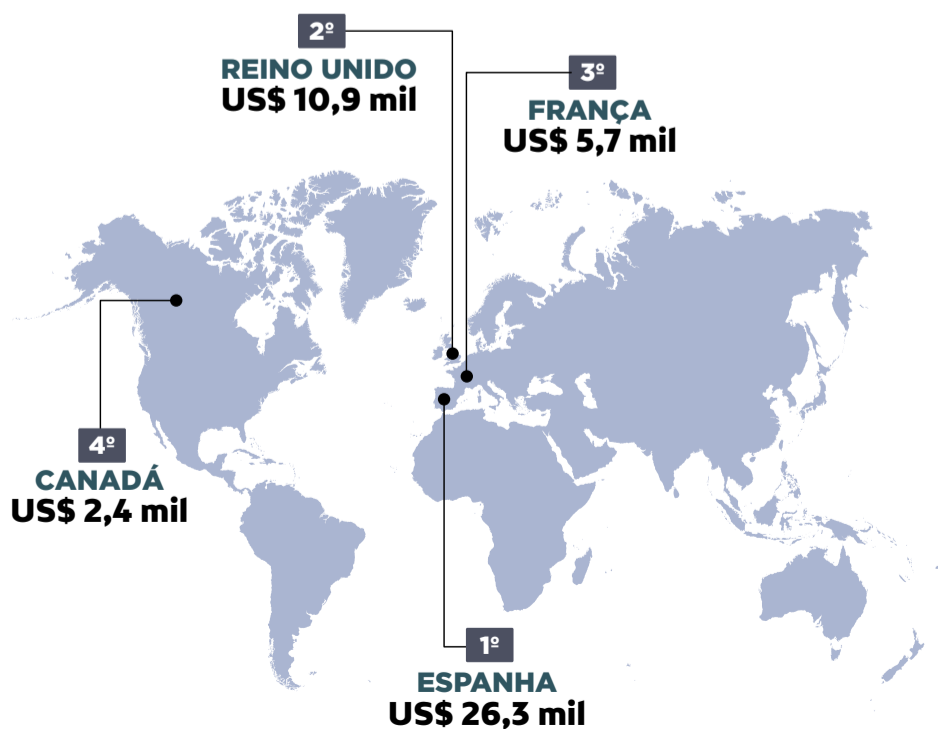 2º
REINO UNIDO
US$ 10,9 mil
3º
FRANÇA
US$ 5,7 mil
4º
CANADÁ
US$ 2,4 mil
1º
ESPANHA
US$ 26,3 mil